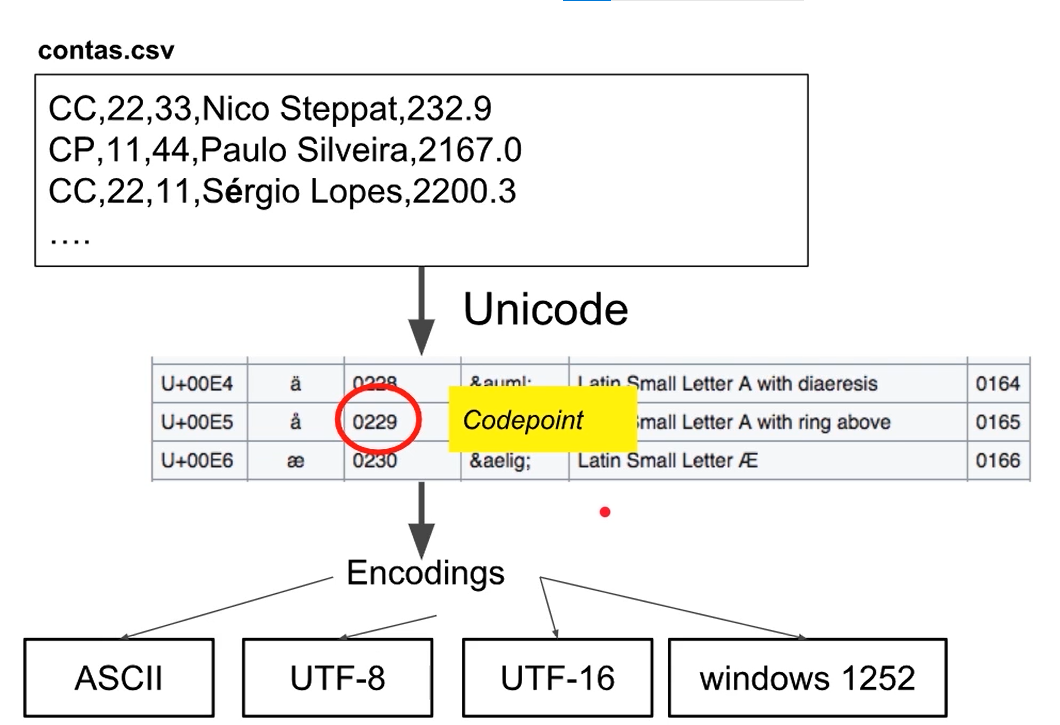 contas.csv
CC,22,33,Nico Steppat,232.9
CP,11,44,Paulo Silveira,2167.0
CC,22,11,Sérgio Lopes,2200.3
....
Unicode
U+00E4 ä 0228 &auml; Latin Small Letter A with diaeresis 0164
U+00E5 å 0229 Codepoint Small Letter A with ring above 0165
U+00E6 æ 0230 &aelig; Latin Small Letter Æ 0166
Encodings
ASCII UTF-8 UTF-16 windows 1252